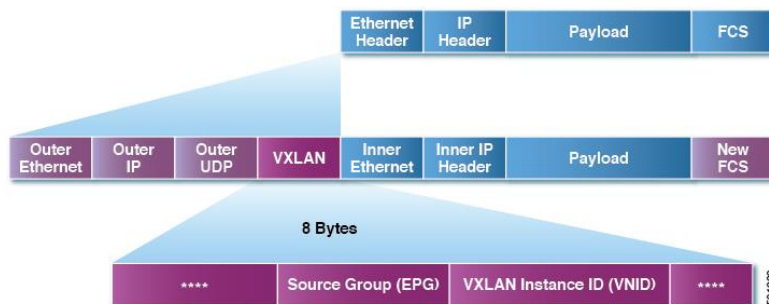 Ethernet Header
IP Header
Payload
FCS
Outer Ethernet
Outer IP
Outer UDP
VXLAN
Inner Ethernet
Inner IP Header
Payload
New FCS
8 Bytes
****
Source Group (EPG)
VXLAN Instance ID (VNID)
****